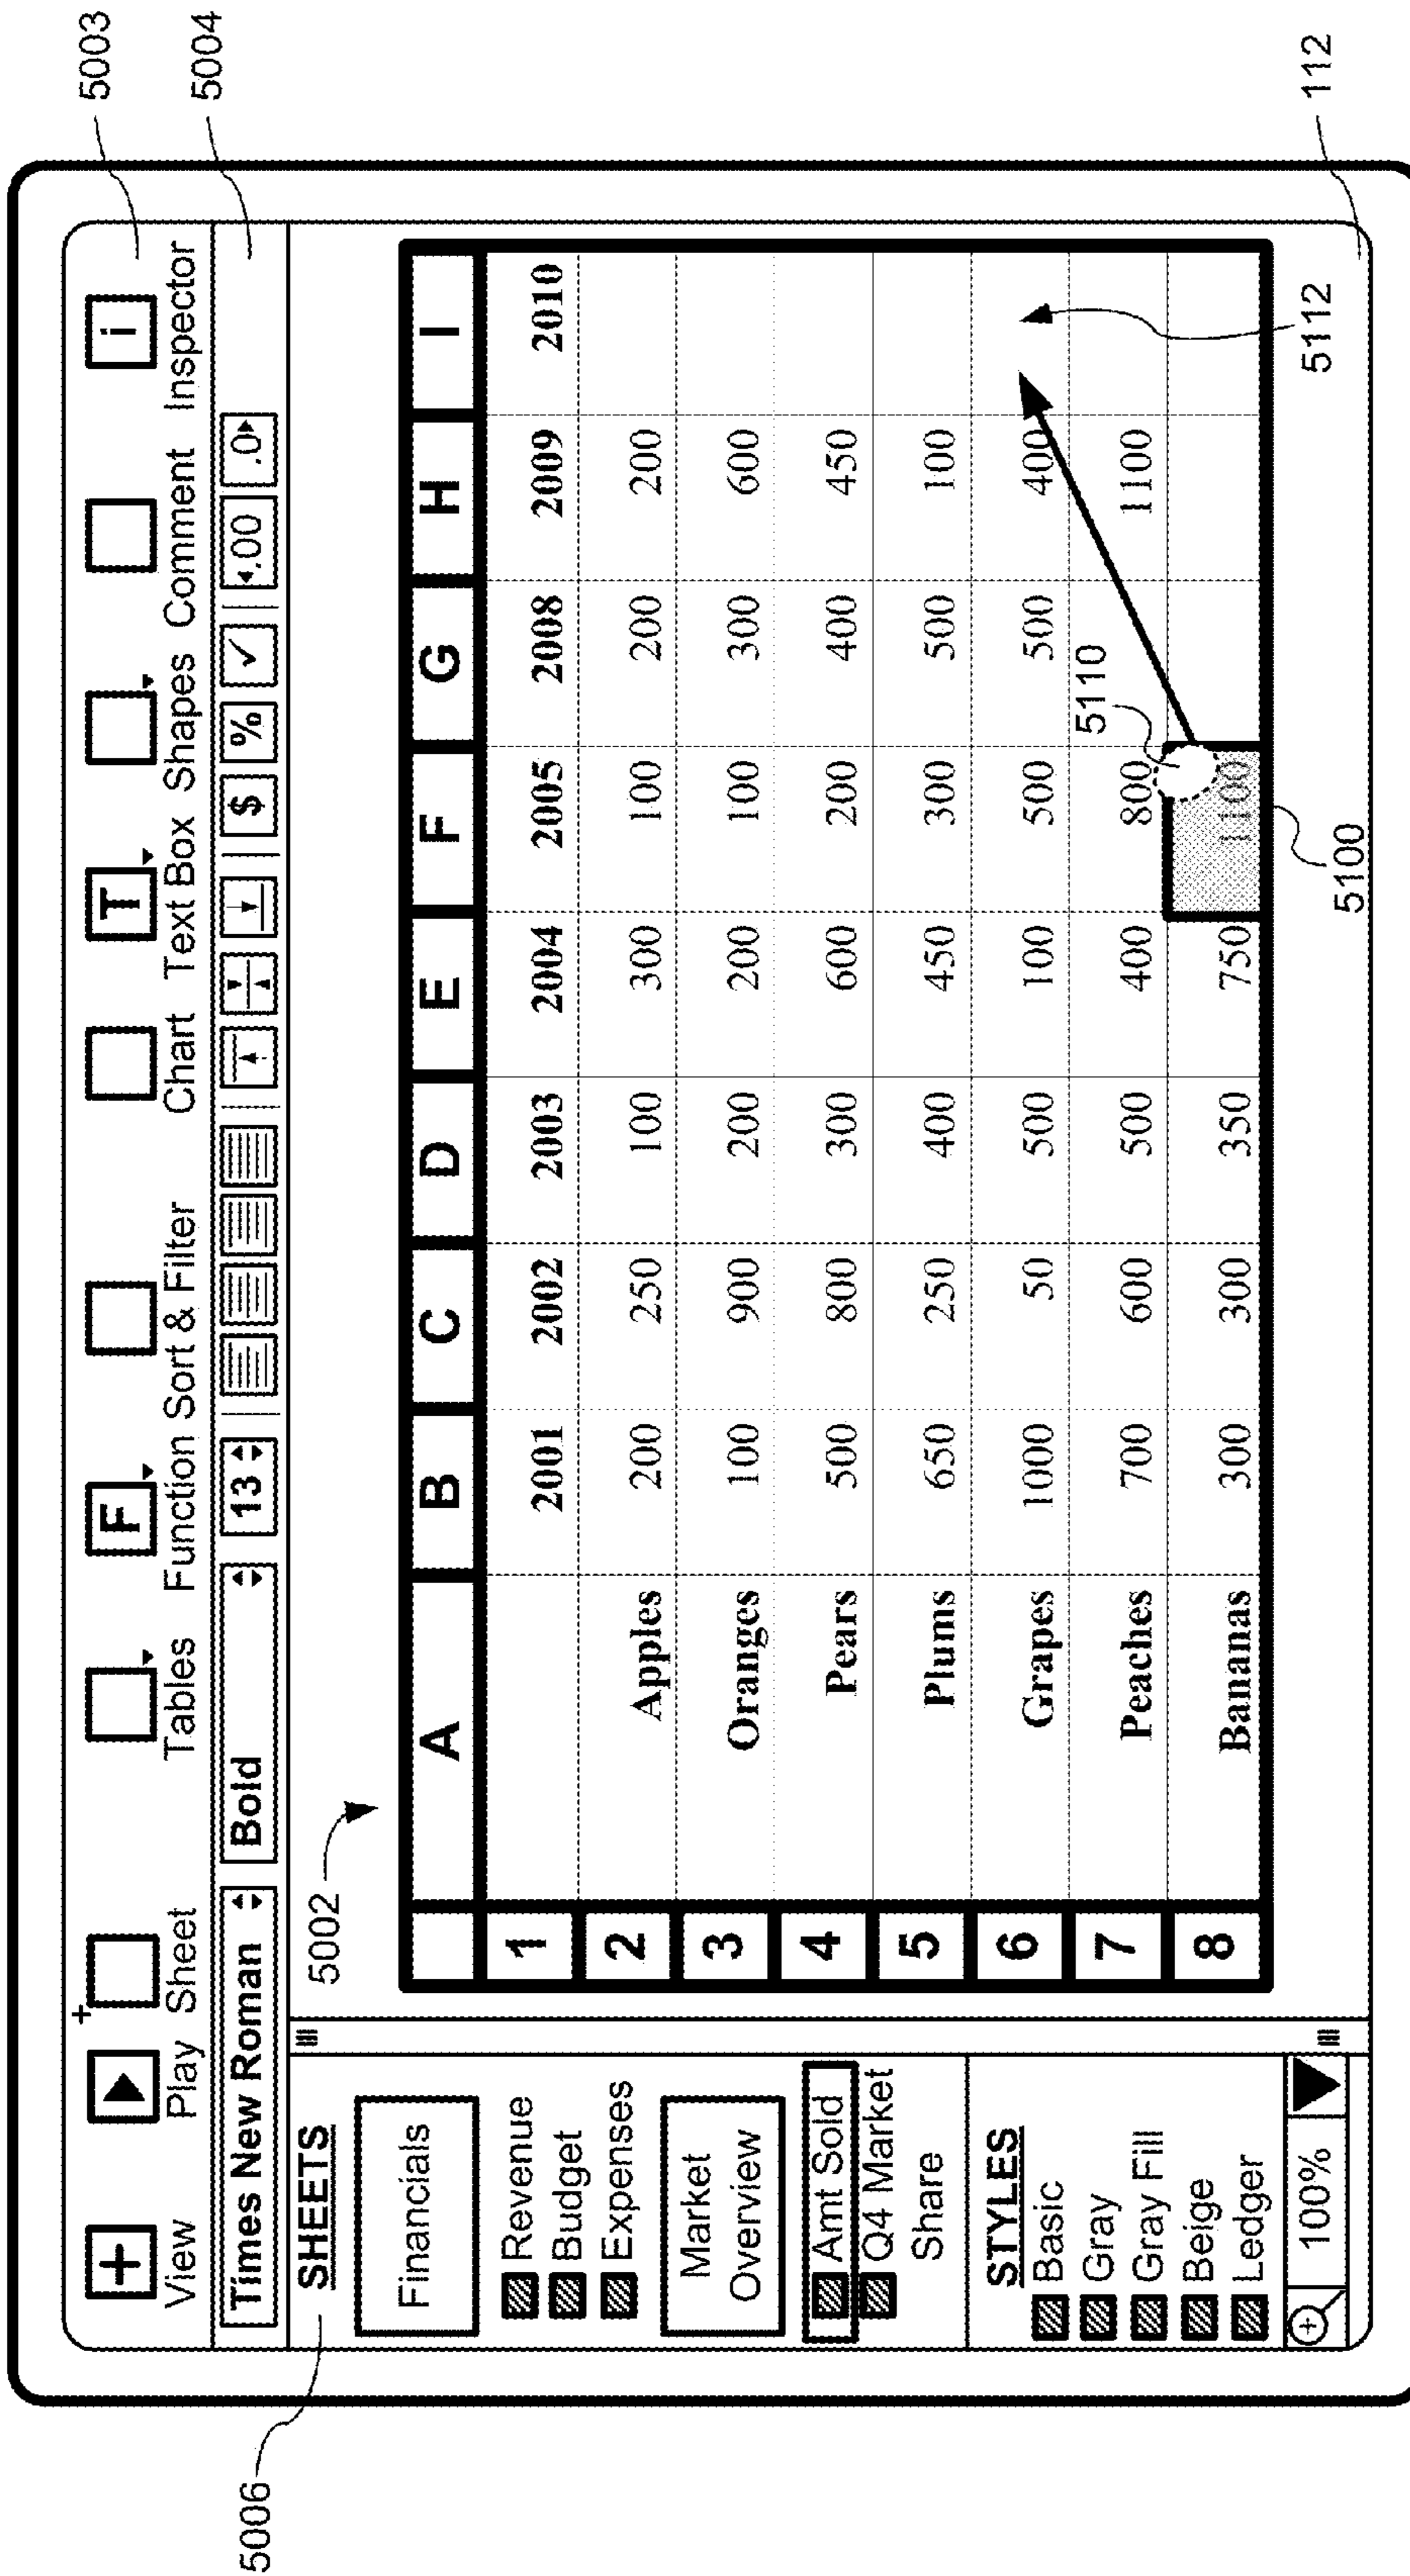 5003
5004
View Play Sheet Tables Function Sort & Filter Chart Text Box Shapes Comment Inspector
+ + F T i
Times New Roman Bold 13 $ % ✓ .00 .0
5006
SHEETS
Financials
Revenue
Budget
Expenses
Market
Overview
Amt Sold
Q4 Market
Share
STYLES
Basic
Gray
Gray Fill
Beige
Ledger
100%
5002
A B C D E F G H I
1 2001 2002 2003 2004 2005 2008 2009 2010
2 Apples 200 250 100 300 100 200 200
3 Oranges 100 900 200 200 100 300 600
4 Pears 500 800 300 600 200 400 450
5 Plums 650 250 400 450 300 500 100
6 Grapes 1000 50 500 100 500 500 400
7 Peaches 700 600 500 400 800 1100
8 Bananas 300 300 350 750 1100
5110
5100
5112
112